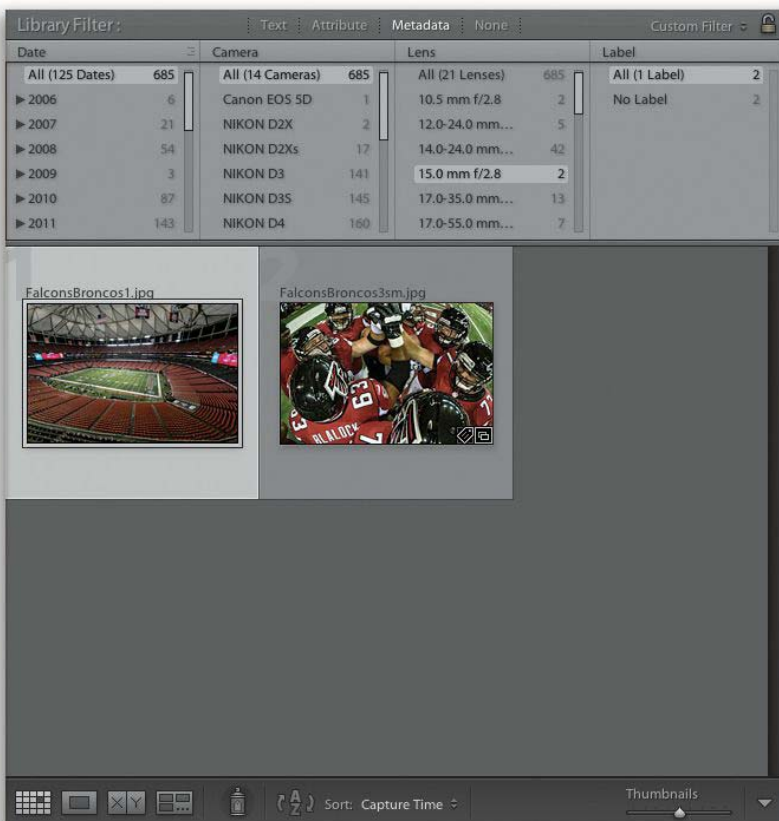 Library Filter: Text Attribute Metadata None Custom Filter
Date Camera Lens Label
All (125 Dates) 685 All (14 Cameras) 685 All (21 Lenses) 685 All (1 Label) 2
2006 6 Canon EOS 5D 1 10.5 mm f/2.8 2 No Label 2
2007 21 NIKON D2X 2 12.0-24.0 mm... 5
2008 54 NIKON D2Xs 17 14.0-24.0 mm... 42
2009 3 NIKON D3 141 15.0 mm f/2.8 2
2010 87 NIKON D3S 145 17.0-35.0 mm... 13
2011 143 NIKON D4 160 17.0-55.0 mm... 7
1 2
FalconsBroncos1.jpg FalconsBroncos3sm.jpg
63
BLALOCK
77
XY AZ Sort: Capture Time Thumbnails